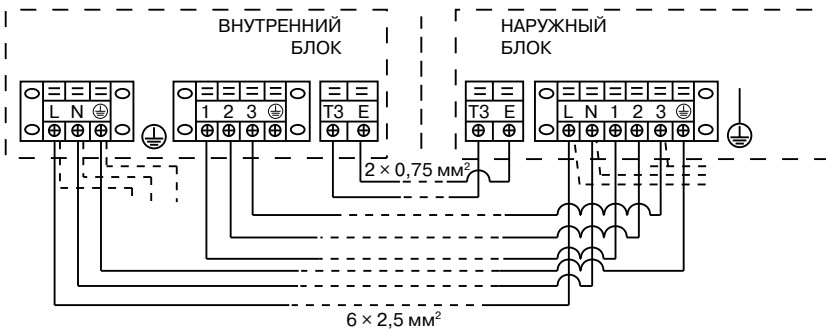 ВНУТРЕННИЙ
БЛОК
НАРУЖНЫЙ
БЛОК
L N 1 2 3 T3 E
T3 E L N 1 2 3
2 × 0,75 мм²
6 × 2,5 мм²